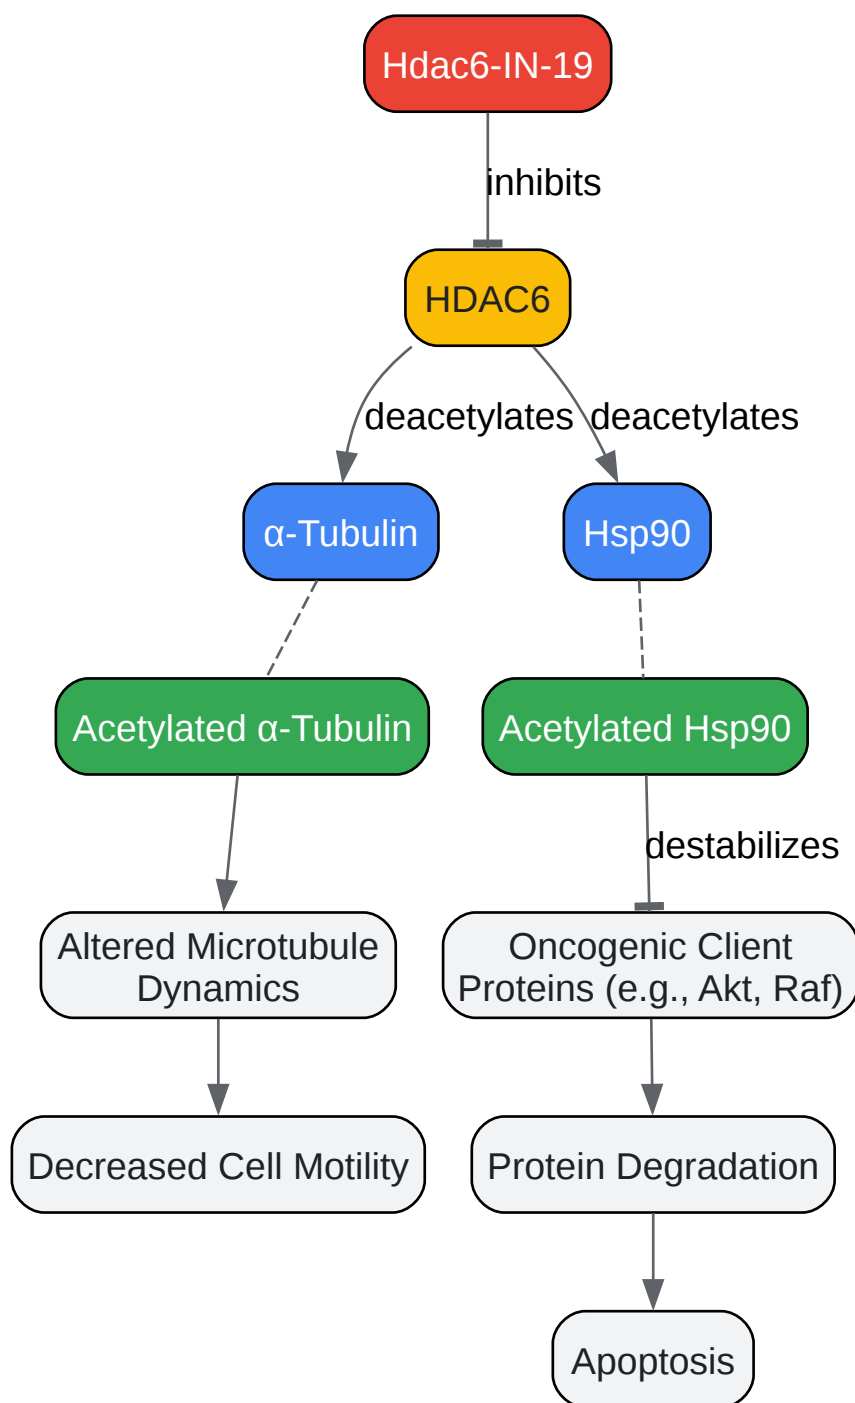 Hdac6-IN-19
inhibits
HDAC6
deacetylates
deacetylates
α-Tubulin
Hsp90
Acetylated α-Tubulin
Acetylated Hsp90
destabilizes
Altered Microtubule
Dynamics
Oncogenic Client
Proteins (e.g., Akt, Raf)
Decreased Cell Motility
Protein Degradation
Apoptosis